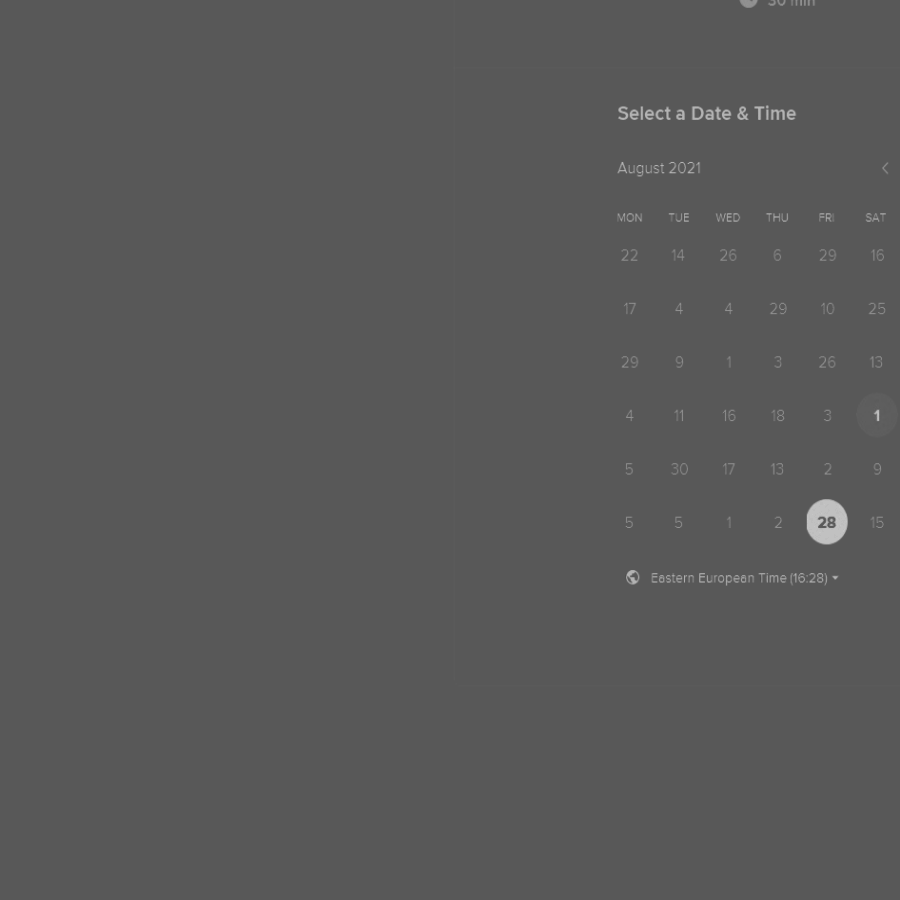 30 min
Select a Date & Time
August 2021
MON TUE WED THU FRI SAT
22 14 26 6 29 16
17 4 4 29 10 25
29 9 1 3 26 13
4 11 16 18 3 1
5 30 17 13 2 9
5 5 1 2 28 15
Eastern European Time (16:28)